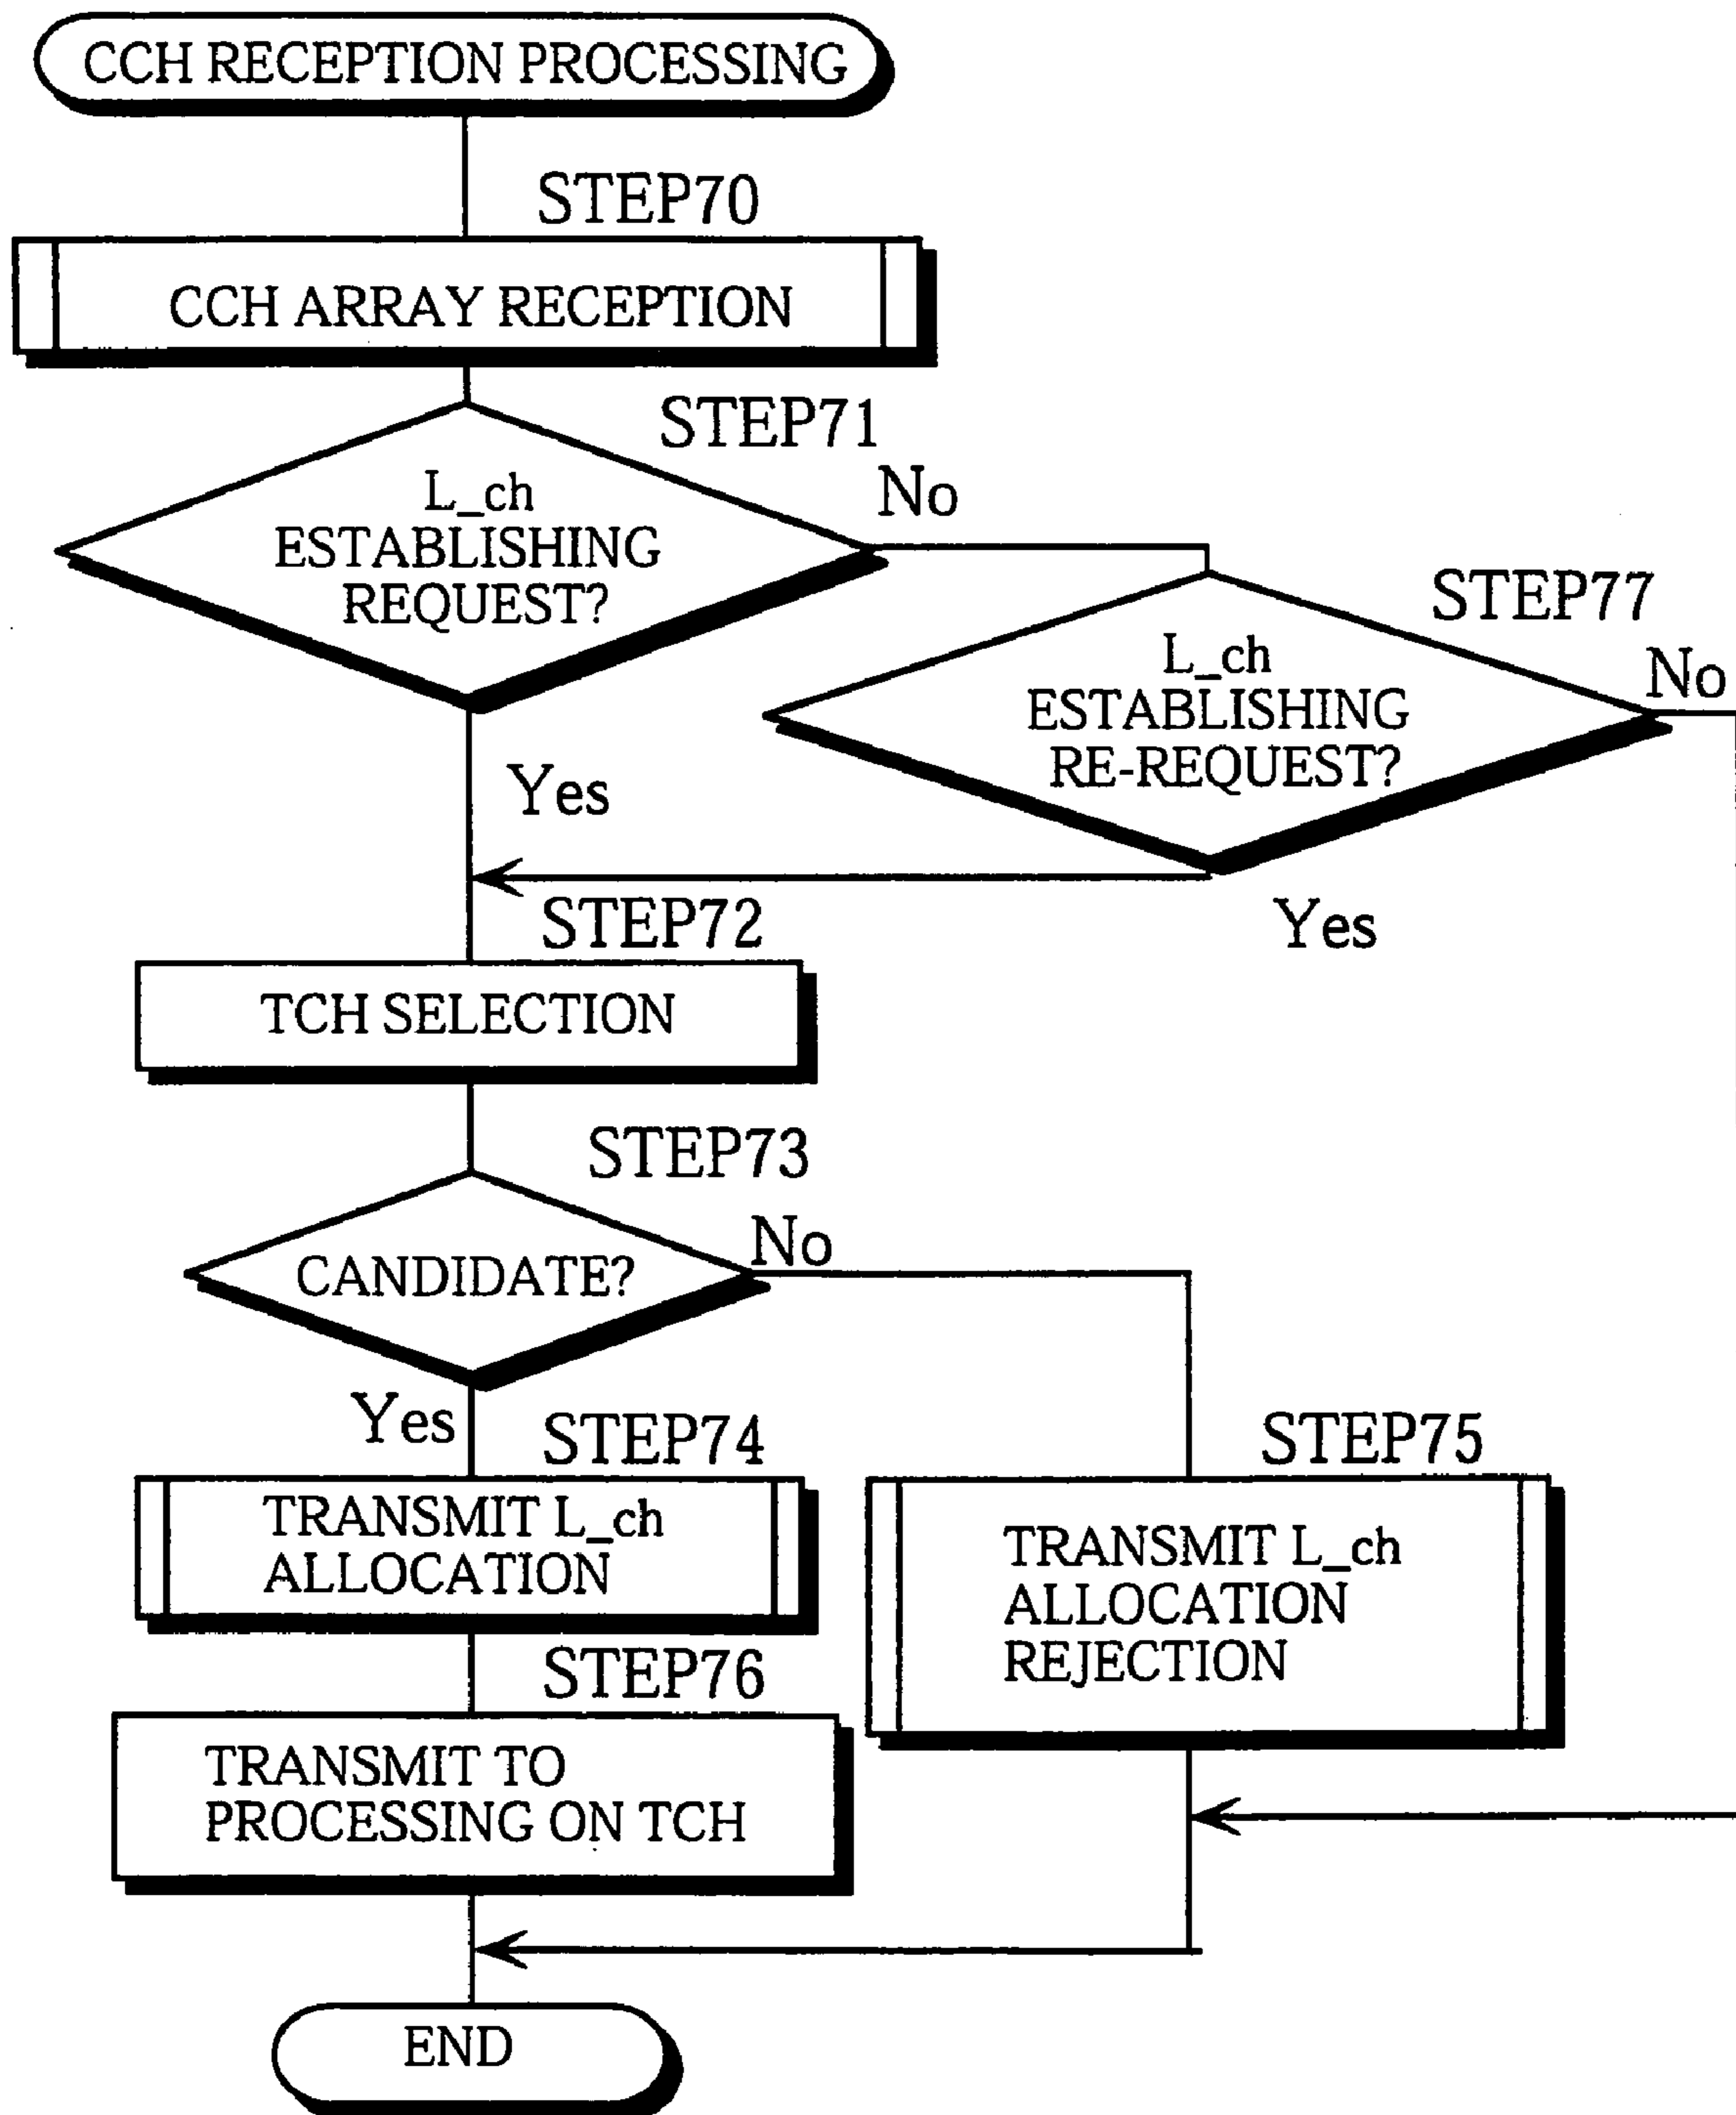 CCH RECEPTION PROCESSING
STEP70
CCH ARRAY RECEPTION
STEP71
L_ch
ESTABLISHING
REQUEST?
No
STEP77
L_ch
ESTABLISHING
RE-REQUEST?
No
Yes
Yes
STEP72
TCH SELECTION
STEP73
CANDIDATE?
No
Yes
STEP74
TRANSMIT L_ch
ALLOCATION
STEP75
TRANSMIT L_ch
ALLOCATION
REJECTION
STEP76
TRANSMIT TO
PROCESSING ON TCH
END